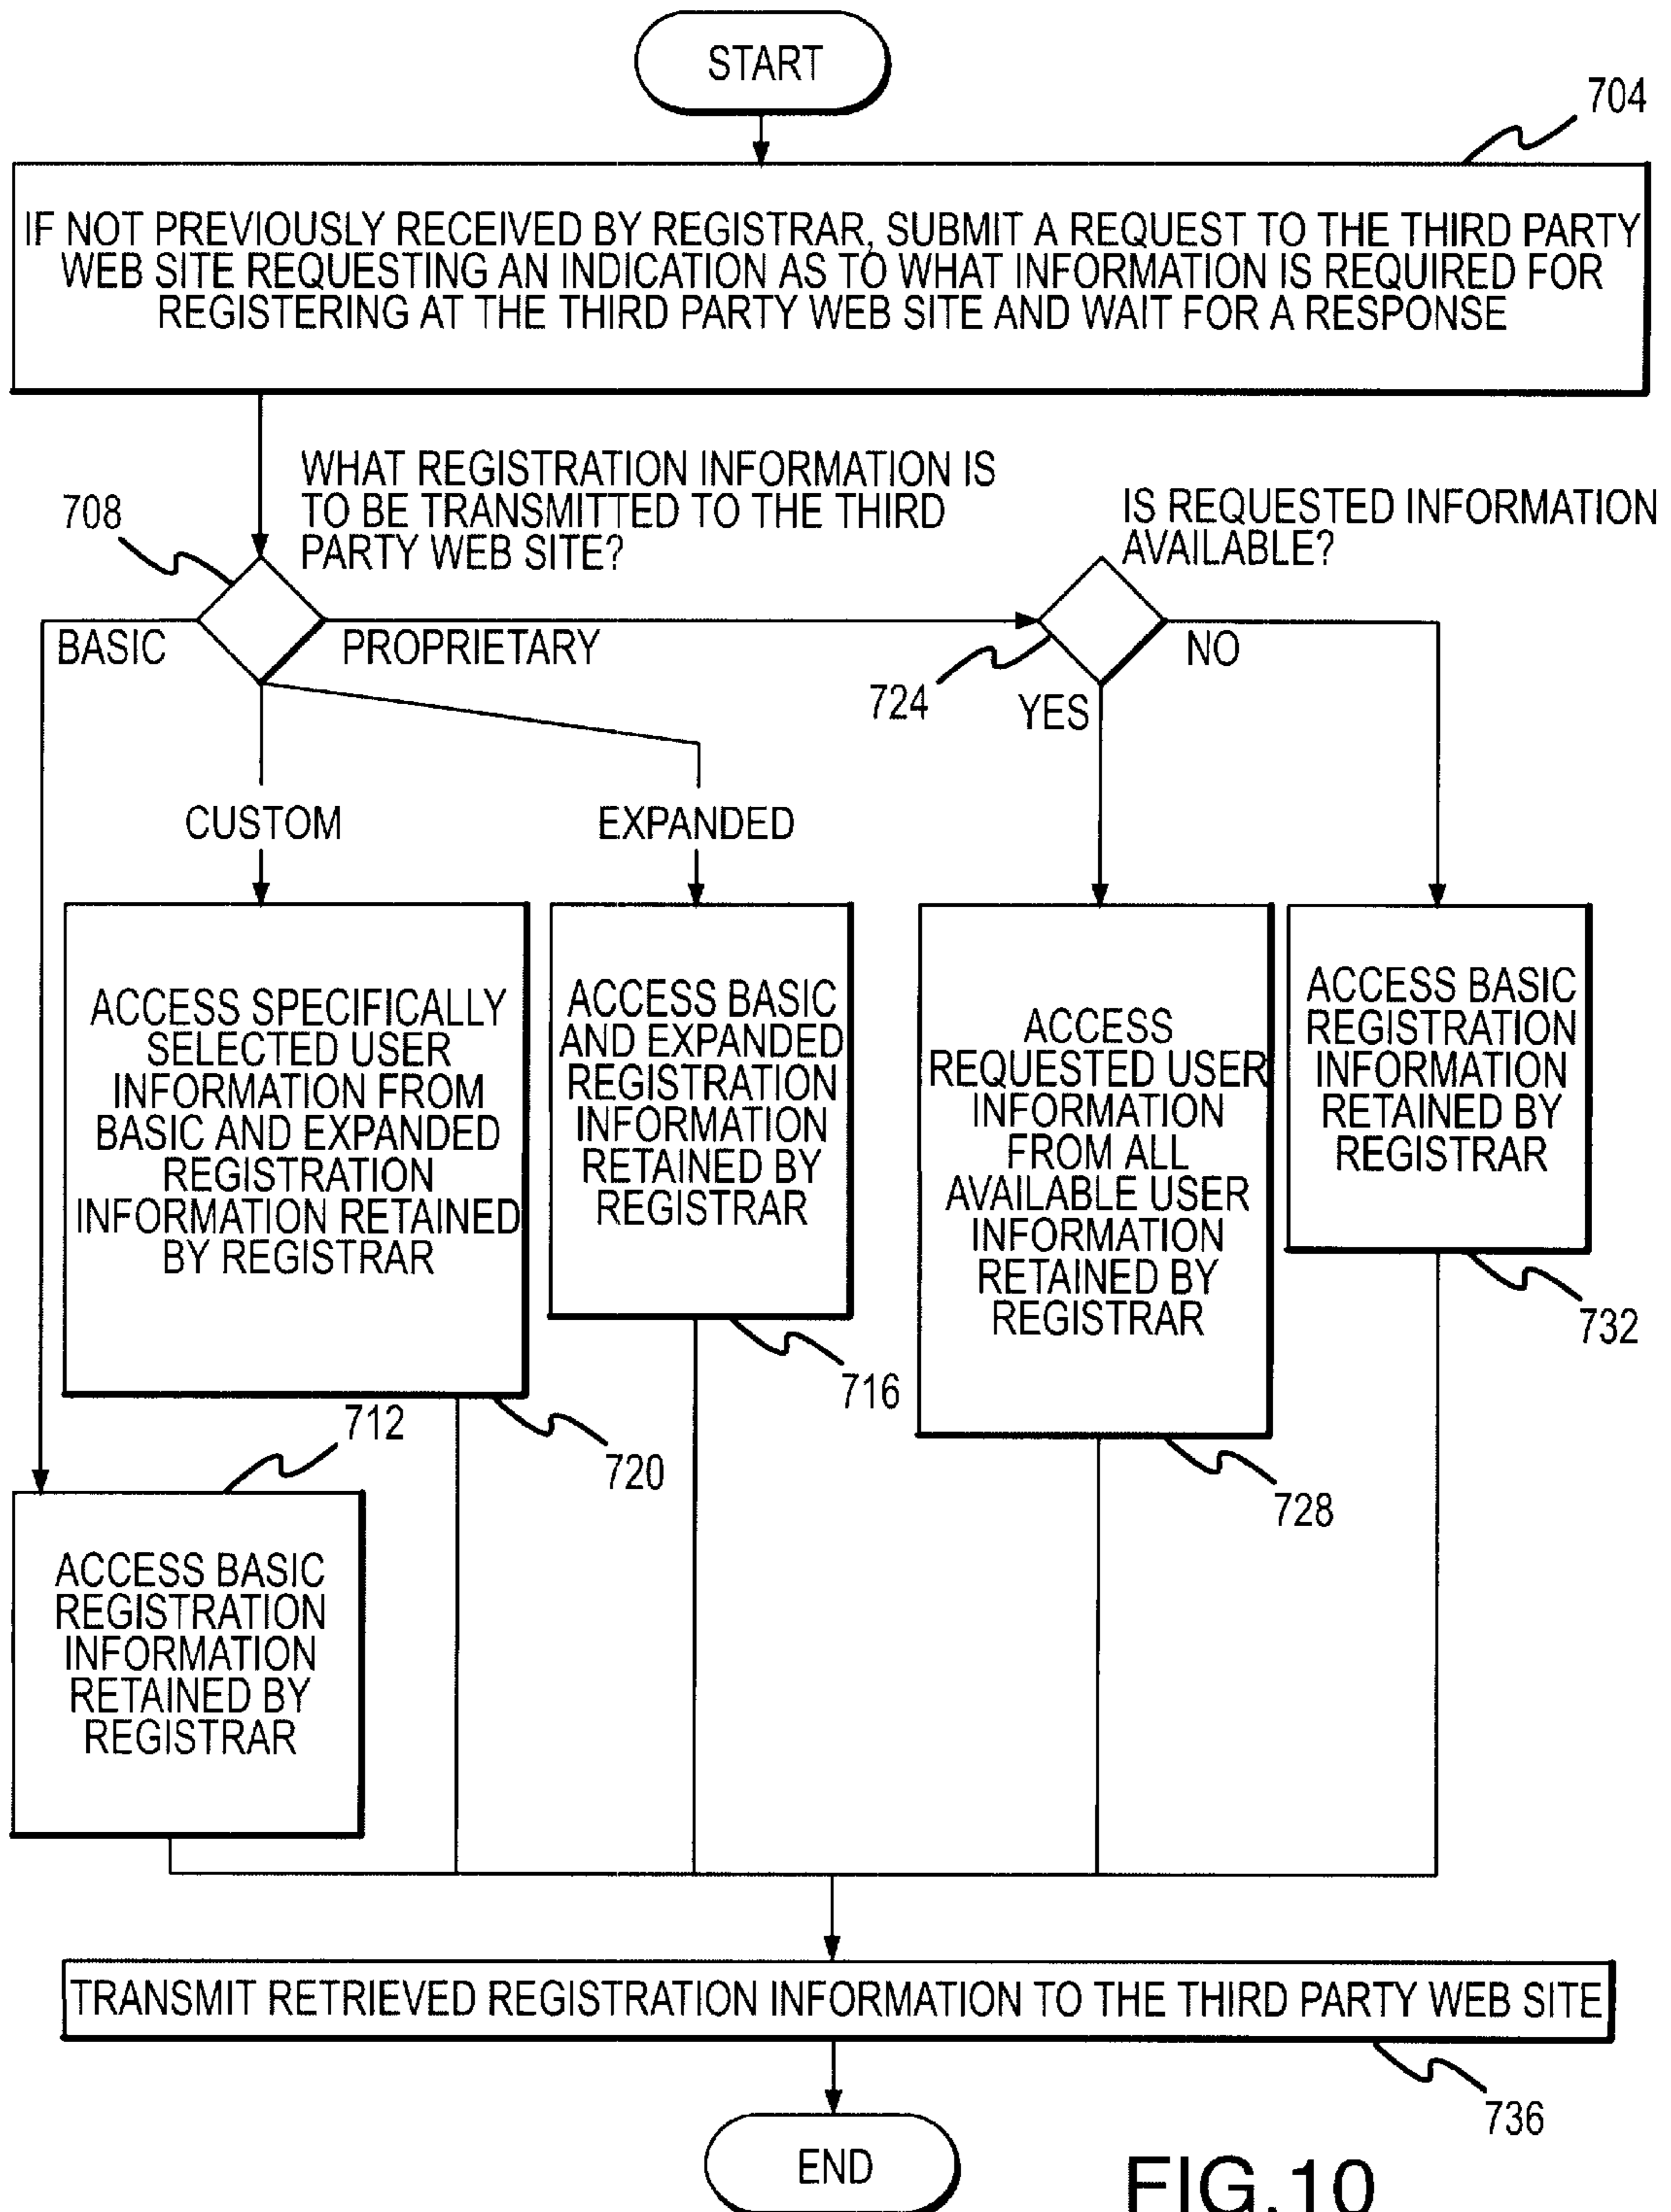 START
704
IF NOT PREVIOUSLY RECEIVED BY REGISTRAR, SUBMIT A REQUEST TO THE THIRD PARTY
WEB SITE REQUESTING AN INDICATION AS TO WHAT INFORMATION IS REQUIRED FOR
REGISTERING AT THE THIRD PARTY WEB SITE AND WAIT FOR A RESPONSE
WHAT REGISTRATION INFORMATION IS
TO BE TRANSMITTED TO THE THIRD
PARTY WEB SITE?
708
IS REQUESTED INFORMATION
AVAILABLE?
BASIC
PROPRIETARY
724
YES
NO
CUSTOM
EXPANDED
ACCESS SPECIFICALLY
SELECTED USER
INFORMATION FROM
BASIC AND EXPANDED
REGISTRATION
INFORMATION RETAINED
BY REGISTRAR
720
ACCESS BASIC
AND EXPANDED
REGISTRATION
INFORMATION
RETAINED BY
REGISTRAR
716
ACCESS
REQUESTED USER
INFORMATION
FROM ALL
AVAILABLE USER
INFORMATION
RETAINED BY
REGISTRAR
728
ACCESS BASIC
REGISTRATION
INFORMATION
RETAINED BY
REGISTRAR
732
712
ACCESS BASIC
REGISTRATION
INFORMATION
RETAINED BY
REGISTRAR
TRANSMIT RETRIEVED REGISTRATION INFORMATION TO THE THIRD PARTY WEB SITE
736
END
FIG.10